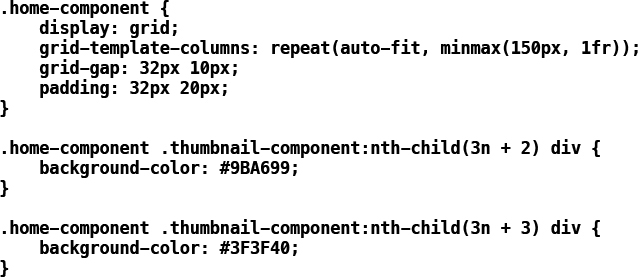 .home-component {
    display: grid;
    grid-template-columns: repeat(auto-fit, minmax(150px, 1fr));
    grid-gap: 32px 10px;
    padding: 32px 20px;
}

.home-component .thumbnail-component:nth-child(3n + 2) div {
    background-color: #9BA699;
}

.home-component .thumbnail-component:nth-child(3n + 3) div {
    background-color: #3F3F40;
}